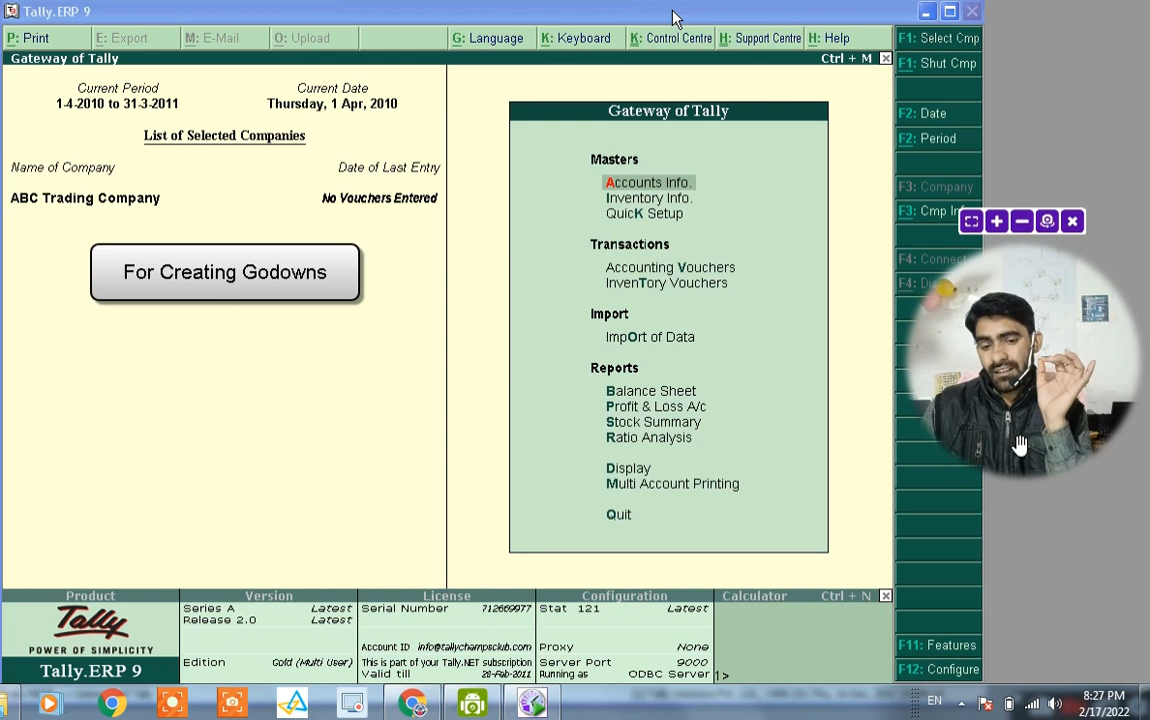 Tally.ERP 9
P: Print
E: Export
M: E-Mail
O: Upload
G: Language
K: Keyboard
K: Control Centre
H: Support Centre
H: Help
F1: Select Cmp
Gateway of Tally
Ctrl + M
F1: Shut Cmp
Current Period
Current Date
1-4-2010 to 31-3-2011
Thursday, 1 Apr, 2010
List of Selected Companies
Name of Company
Date of Last Entry
ABC Trading Company
No Vouchers Entered
For Creating Godowns
Gateway of Tally
Masters
Accounts Info.
Inventory Info.
QuicK Setup
Transactions
Accounting Vouchers
InvenTory Vouchers
Import
ImpOrt of Data
Reports
Balance Sheet
Profit & Loss A/c
Stock Summary
Ratio Analysis
Display
Multi Account Printing
Quit
F2: Date
F2: Period
F3: Company
F3: Cmp
F4: Connec
F4:
F11: Features
F12: Configure
Product
Tally
POWER OF SIMPLICITY
Tally.ERP 9
Version
Series A Latest
Release 2.0 Latest
Edition Gold (Multi User)
License
Serial Number 712669977
Account ID info@tallychampsclub.com
This is part of your Tally.NET subscription
Valid till 28-Feb-2011
Configuration
Stat 121 Latest
Proxy None
Server Port 9000
Running as ODBC Server
Calculator
Ctrl + N
1>
EN
8:27 PM
2/17/2022